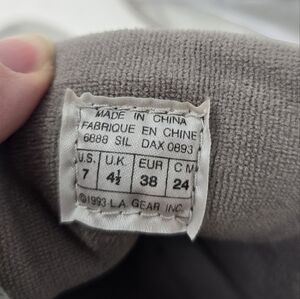 MADE IN CHINA
FABRIQUE EN CHINE
6888 SIL DAX 0893
U.S. U.K. EUR CM
7 4½ 38 24
©1993 L.A. GEAR INC.